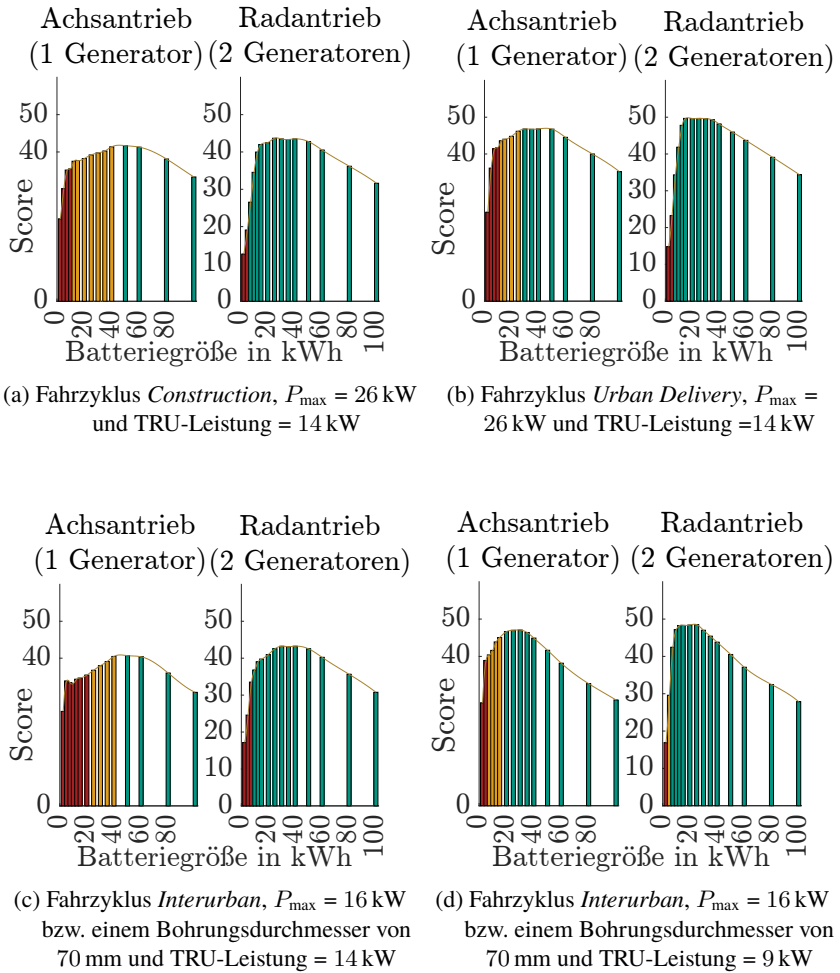 Achsantrieb
(1 Generator)
Radantrieb
(2 Generatoren)
50
40
0
Score
0
20
40
60
80
50
40
30
20
10
0
0
20
40
60
80
100
Batteriegröße in kWh
(a) Fahrzyklus Construction, Pmax = 26 kW
und TRU-Leistung = 14 kW
Achsantrieb
(1 Generator)
Radantrieb
(2 Generatoren)
50
40
0
Score
0
20
40
60
80
50
40
30
20
10
0
0
20
40
60
80
100
Batteriegröße in kWh
(b) Fahrzyklus Urban Delivery, Pmax =
26 kW und TRU-Leistung =14 kW
Achsantrieb
(1 Generator)
Radantrieb
(2 Generatoren)
50
40
0
Score
0
20
40
60
80
50
40
30
20
10
0
0
20
40
60
80
100
Batteriegröße in kWh
(c) Fahrzyklus Interurban, Pmax = 16 kW
bzw. einem Bohrungsdurchmesser von
70 mm und TRU-Leistung = 14 kW
Achsantrieb
(1 Generator)
Radantrieb
(2 Generatoren)
50
40
0
Score
0
20
40
60
80
50
40
30
20
10
0
0
20
40
60
80
100
Batteriegröße in kWh
(d) Fahrzyklus Interurban, Pmax = 16 kW
bzw. einem Bohrungsdurchmesser von
70 mm und TRU-Leistung = 9 kW